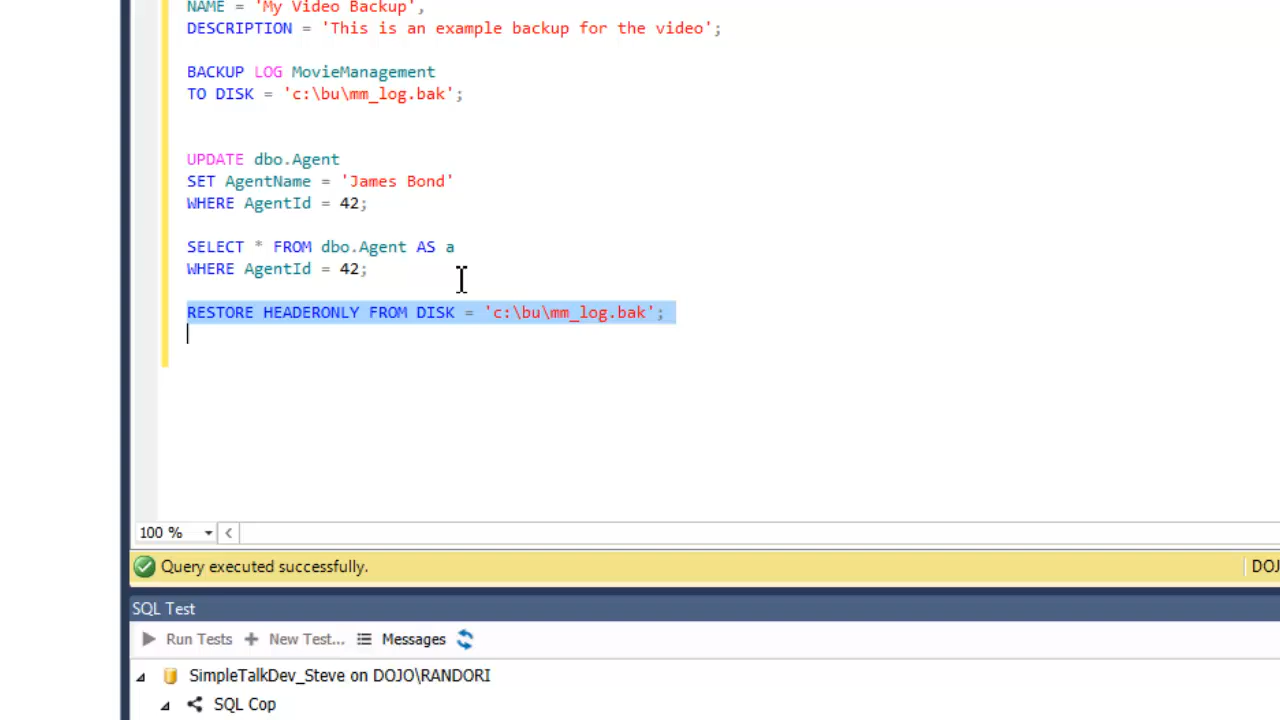 NAME = 'My Video Backup',
DESCRIPTION = 'This is an example backup for the video';
BACKUP LOG MovieManagement
TO DISK = 'c:\bu\mm_log.bak';
UPDATE dbo.Agent
SET AgentName = 'James Bond'
WHERE AgentId = 42;
SELECT * FROM dbo.Agent AS a
WHERE AgentId = 42;
RESTORE HEADERONLY FROM DISK = 'c:\bu\mm_log.bak';
100 %
Query executed successfully. DOJ
SQL Test
Run Tests New Test... Messages
SimpleTalkDev_Steve on DOJO\RANDORI
SQL Cop